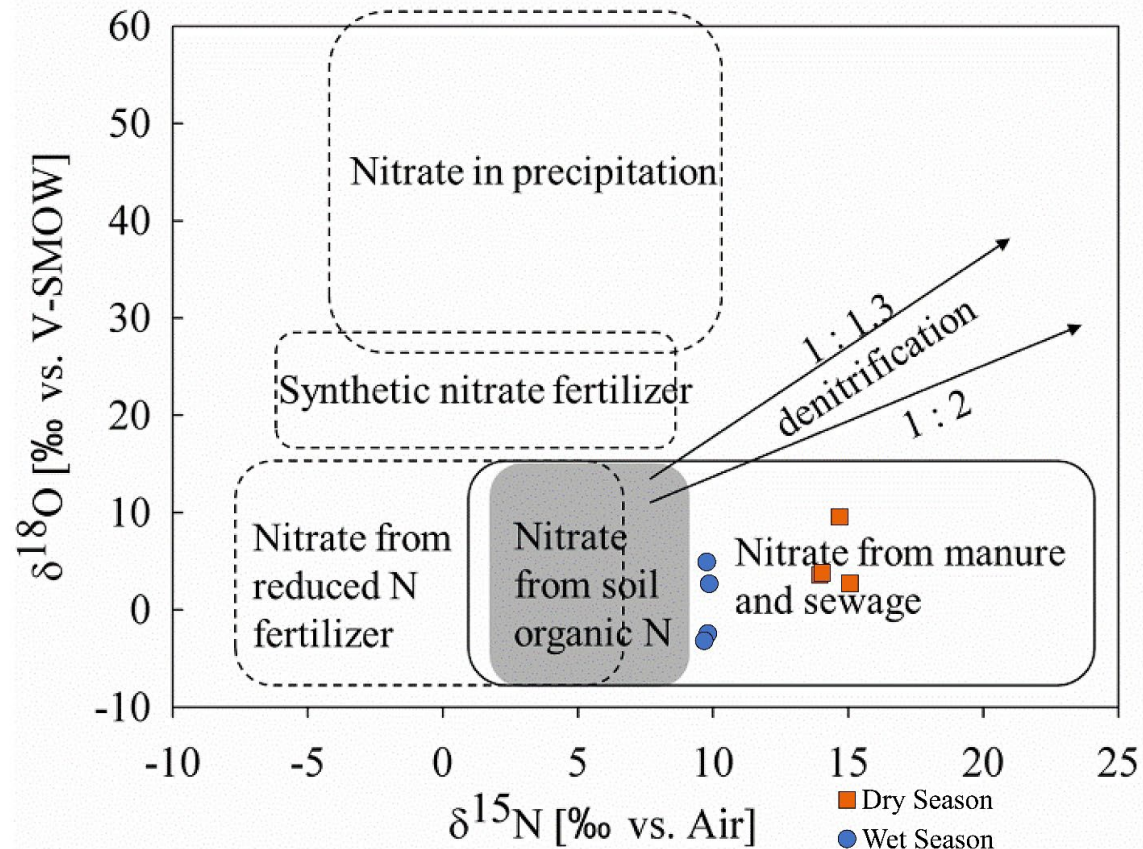 60
50
40
30
20
10
0
-10
δ18O [‰ vs. V-SMOW]
Nitrate in precipitation
Synthetic nitrate fertilizer
1 : 1.3
denitrification
1 : 2
Nitrate from
reduced N
fertilizer
Nitrate
from soil
organic N
Nitrate from manure
and sewage
-10 -5 0 5 10 15 20 25
δ15N [‰ vs. Air]
Dry Season
Wet Season